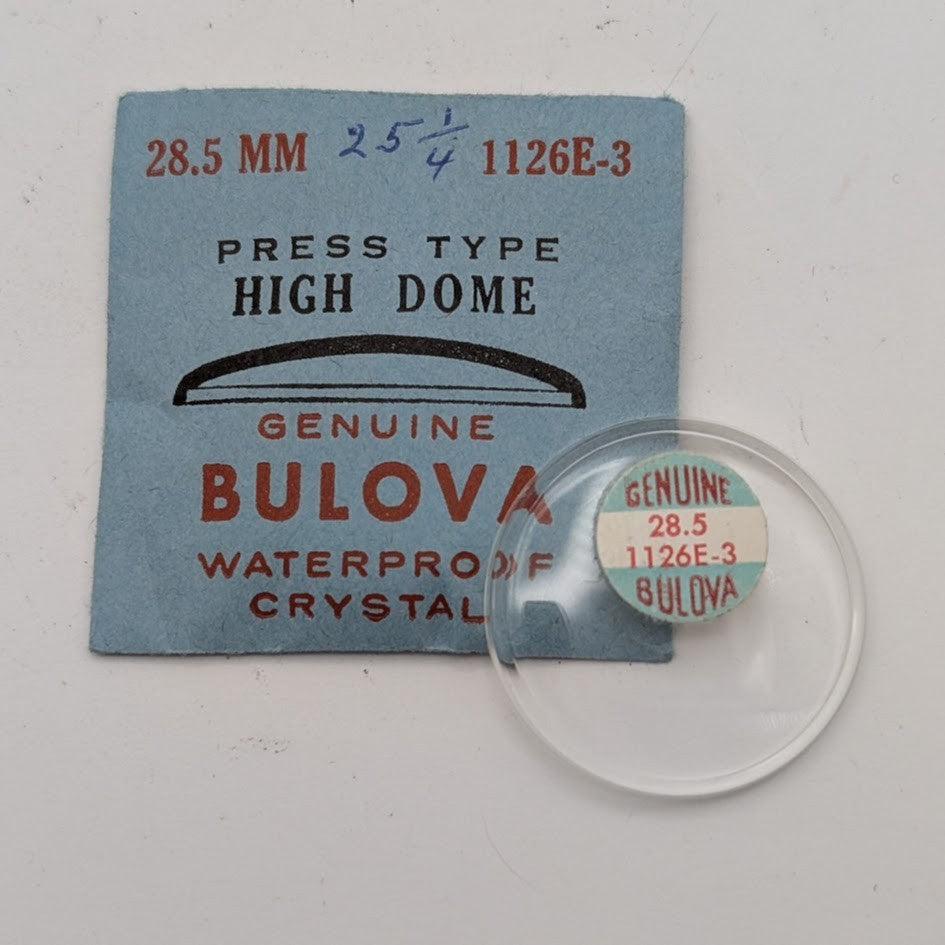 28.5 MM 25 1/4 1126E-3
PRESS TYPE
HIGH DOME
GENUINE
BULOVA
WATERPROOF
CRYSTAL
GENUINE
28.5
1126E-3
BULOVA